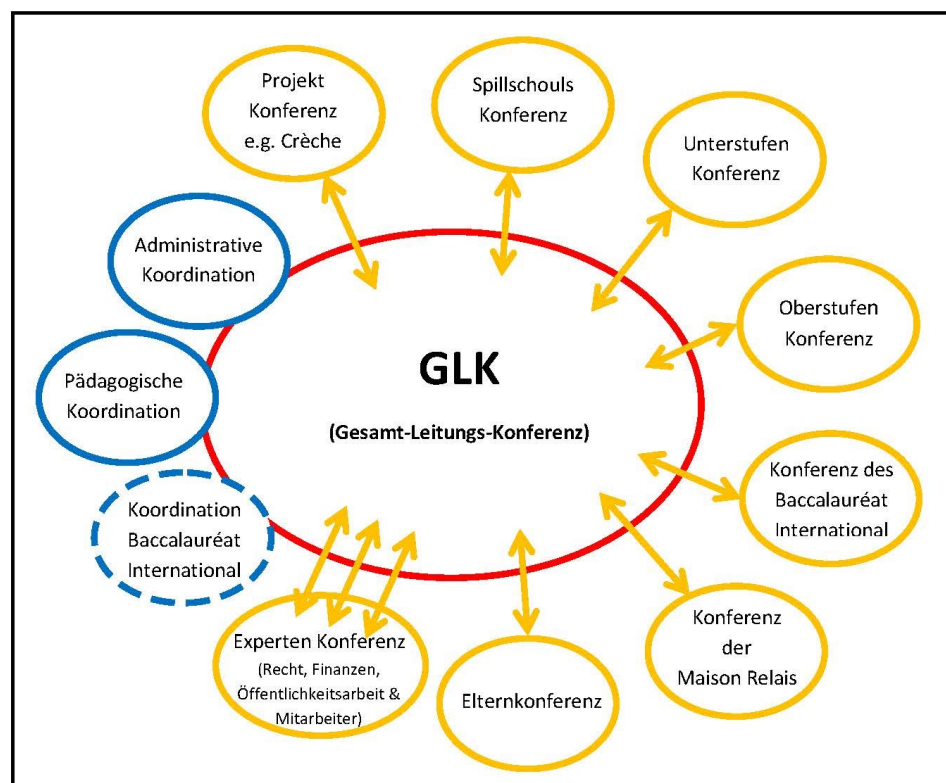 Projekt
Konferenz
e.g. Crèche
Spillschouls
Konferenz
Unterstufen
Konferenz
Administrative
Koordination
Oberstufen
Konferenz
Pädagogische
Koordination
GLK
(Gesamt-Leitungs-Konferenz)
Konferenz des
Baccalauréat
International
Koordination
Baccalauréat
International
Konferenz
der
Maison Relais
Experten Konferenz
(Recht, Finanzen,
Öffentlichkeitsarbeit &
Mitarbeiter)
Elternkonferenz